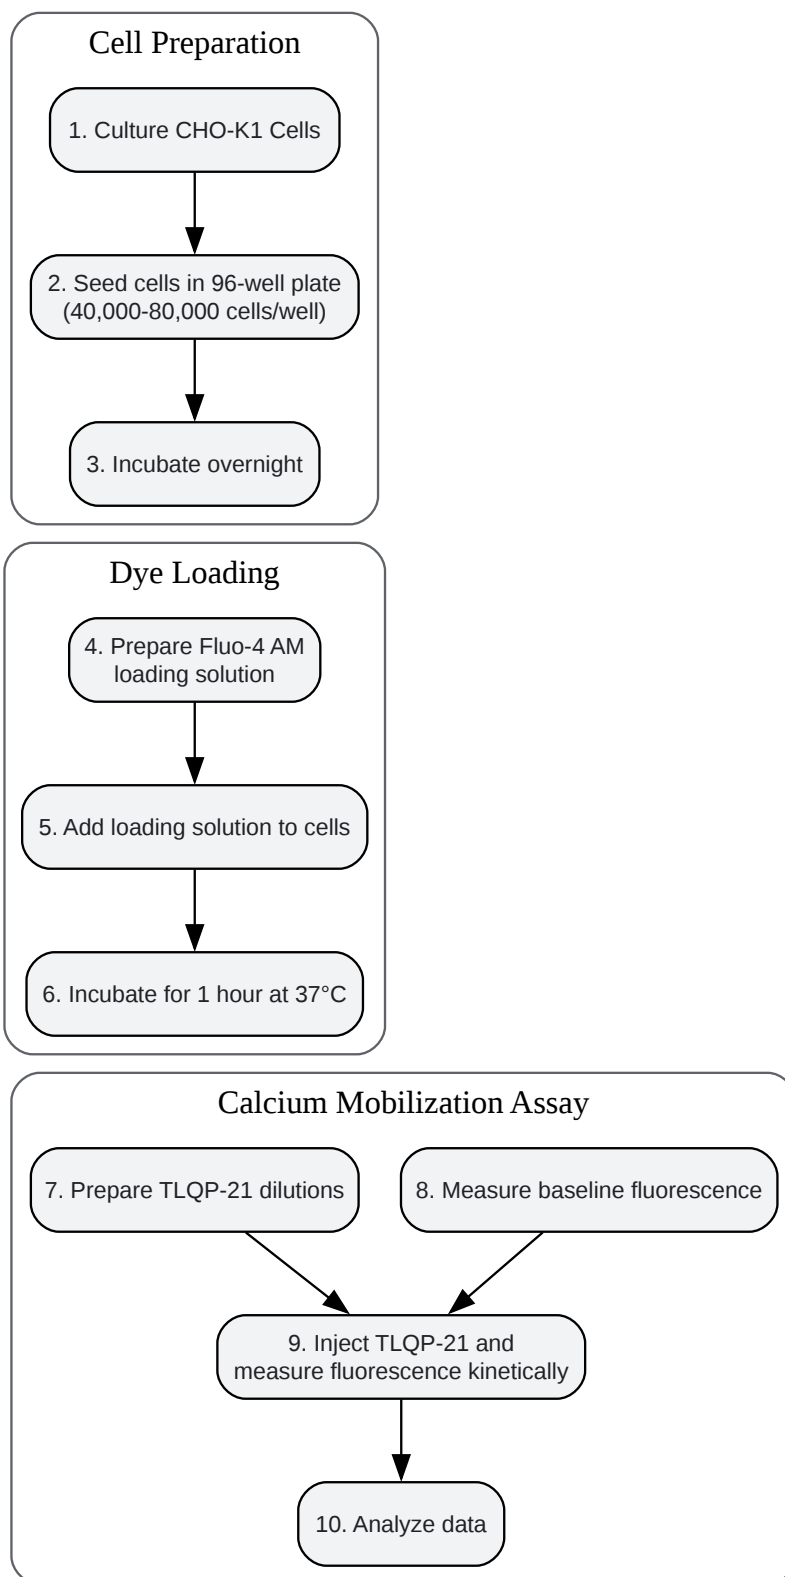 Cell Preparation
1. Culture CHO-K1 Cells
2. Seed cells in 96-well plate
(40,000-80,000 cells/well)
3. Incubate overnight
Dye Loading
4. Prepare Fluo-4 AM
loading solution
5. Add loading solution to cells
6. Incubate for 1 hour at 37°C
Calcium Mobilization Assay
7. Prepare TLQP-21 dilutions
8. Measure baseline fluorescence
9. Inject TLQP-21 and
measure fluorescence kinetically
10. Analyze data